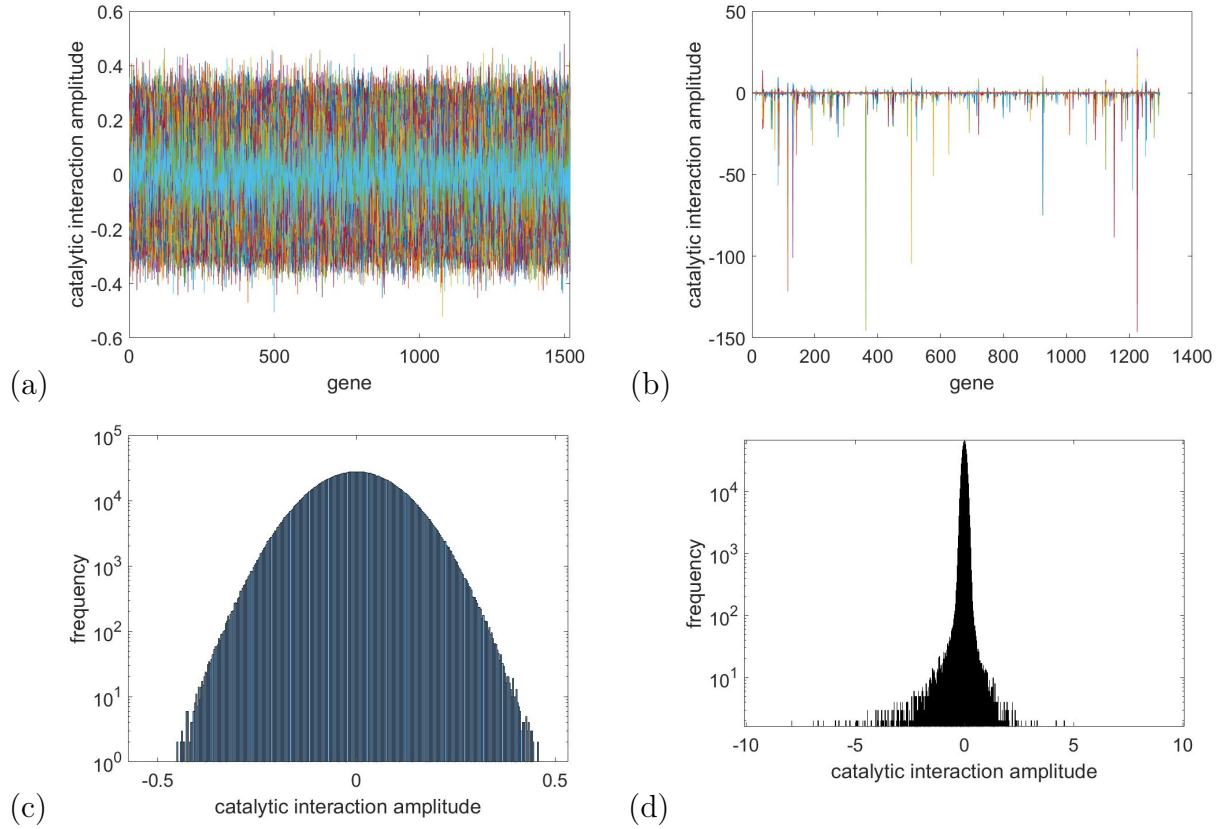 0.6
0.4
0.2
0
-0.2
-0.4
-0.6
catalytic interaction amplitude
0 500 1000 1500
gene
(a)
50
0
-50
-100
-150
catalytic interaction amplitude
0 200 400 600 800 1000 1200 1400
gene
(b)
10^5
10^4
10^3
10^2
10^1
10^0
frequency
-0.5 0 0.5
catalytic interaction amplitude
(c)
10^4
10^3
10^2
10^1
frequency
-10 -5 0 5 10
catalytic interaction amplitude
(d)